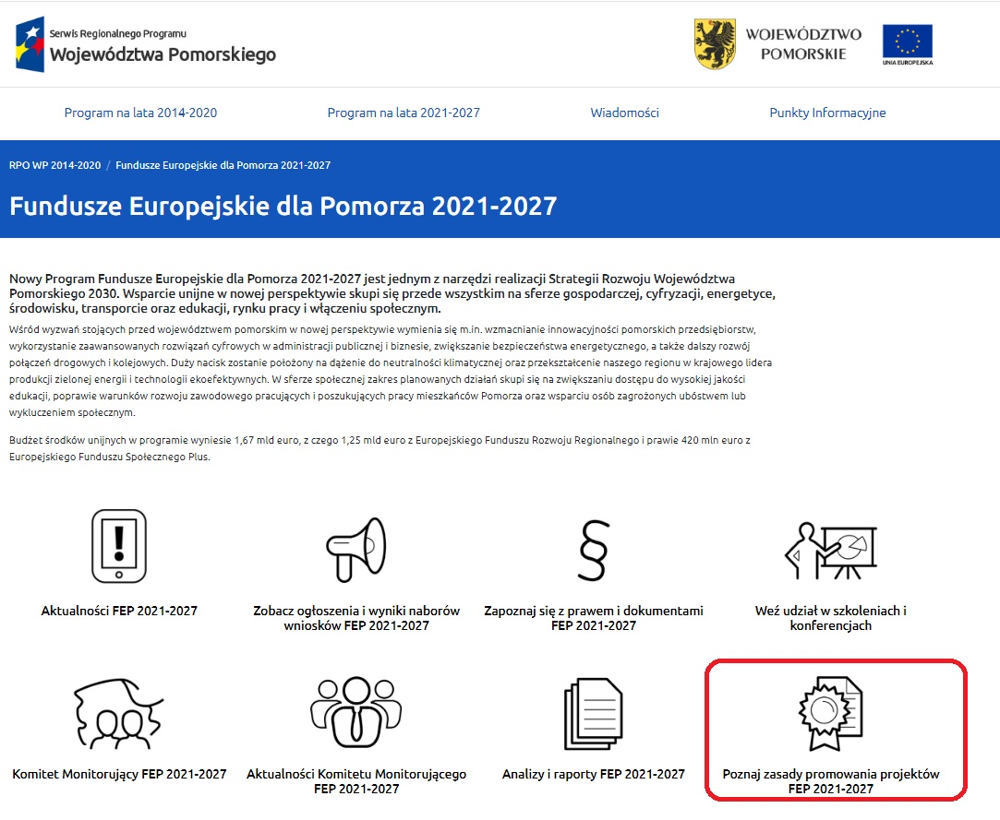 Serwis Regionalnego Programu
Województwa Pomorskiego
WOJEWÓDZTWO
POMORSKIE
UNIA EUROPEJSKA
Program na lata 2014-2020
Program na lata 2021-2027
Wiadomości
Punkty Informacyjne
RPO WP 2014-2020 / Fundusze Europejskie dla Pomorza 2021-2027
Fundusze Europejskie dla Pomorza 2021-2027
Nowy Program Fundusze Europejskie dla Pomorza 2021-2027 jest jednym z narzędzi realizacji Strategii Rozwoju Województwa
Pomorskiego 2030. Wsparcie unijne w nowej perspektywie skupi się przede wszystkim na sferze gospodarczej, cyfryzacji, energetyce,
środowisku, transporcie oraz edukacji, rynku pracy i włączeniu społecznym.
Wśród wyzwań stojących przed województwem pomorskim w nowej perspektywie wymienia się m.in. wzmacnianie innowacyjności pomorskich przedsiębiorstw,
wykorzystanie zaawansowanych rozwiązań cyfrowych w administracji publicznej i biznesie, zwiększanie bezpieczeństwa energetycznego, a także dalszy rozwój
połączeń drogowych i kolejowych. Duży nacisk zostanie położony na dążenie do neutralności klimatycznej oraz przekształcenie naszego regionu w krajowego lidera
produkcji zielonej energii i technologii ekoefektywnych. W sferze społecznej zakres planowanych działań skupi się na zwiększaniu dostępu do wysokiej jakości
edukacji, poprawie warunków rozwoju zawodowego pracujących i poszukujących pracy mieszkańców Pomorza oraz wsparciu osób zagrożonych ubóstwem lub
wykluczeniem społecznym.
Budżet środków unijnych w programie wyniesie 1,67 mld euro, z czego 1,25 mld euro z Europejskiego Funduszu Rozwoju Regionalnego i prawie 420 mln euro z
Europejskiego Funduszu Społecznego Plus.
Aktualności FEP 2021-2027
Zobacz ogłoszenia i wyniki naborów
wniosków FEP 2021-2027
Zapoznaj się z prawem i dokumentami
FEP 2021-2027
Weź udział w szkoleniach i
konferencjach
Komitet Monitorujący FEP 2021-2027
Aktualności Komitetu Monitorującego
FEP 2021-2027
Analizy i raporty FEP 2021-2027
Poznaj zasady promowania projektów
FEP 2021-2027